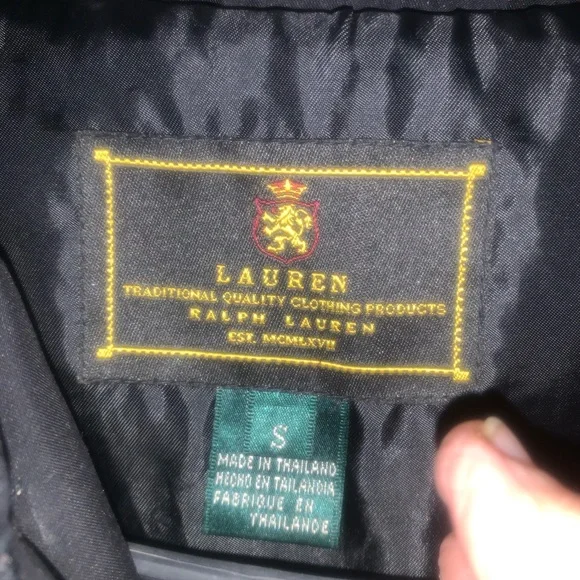 LAUREN
TRADITIONAL QUALITY CLOTHING PRODUCTS
RALPH LAUREN
EST. MCMLXVII
S
MADE IN THAILAND
HECHO EN TAILANDIA
FABRIQUE EN
THAILANDE